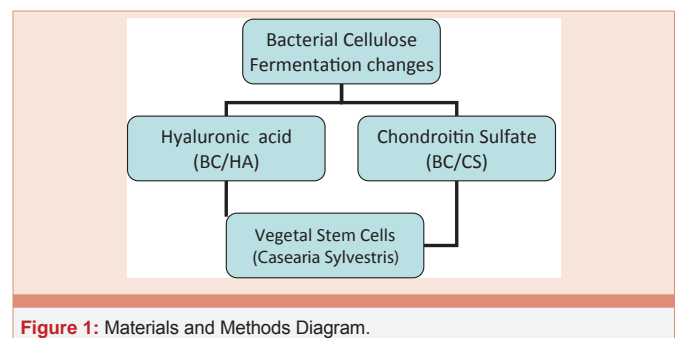 Bacterial Cellulose
Fermentation changes
Hyaluronic acid
(BC/HA)
Chondroitin Sulfate
(BC/CS)
Vegetal Stem Cells
(Casearia Sylvestris)
Figure 1: Materials and Methods Diagram.